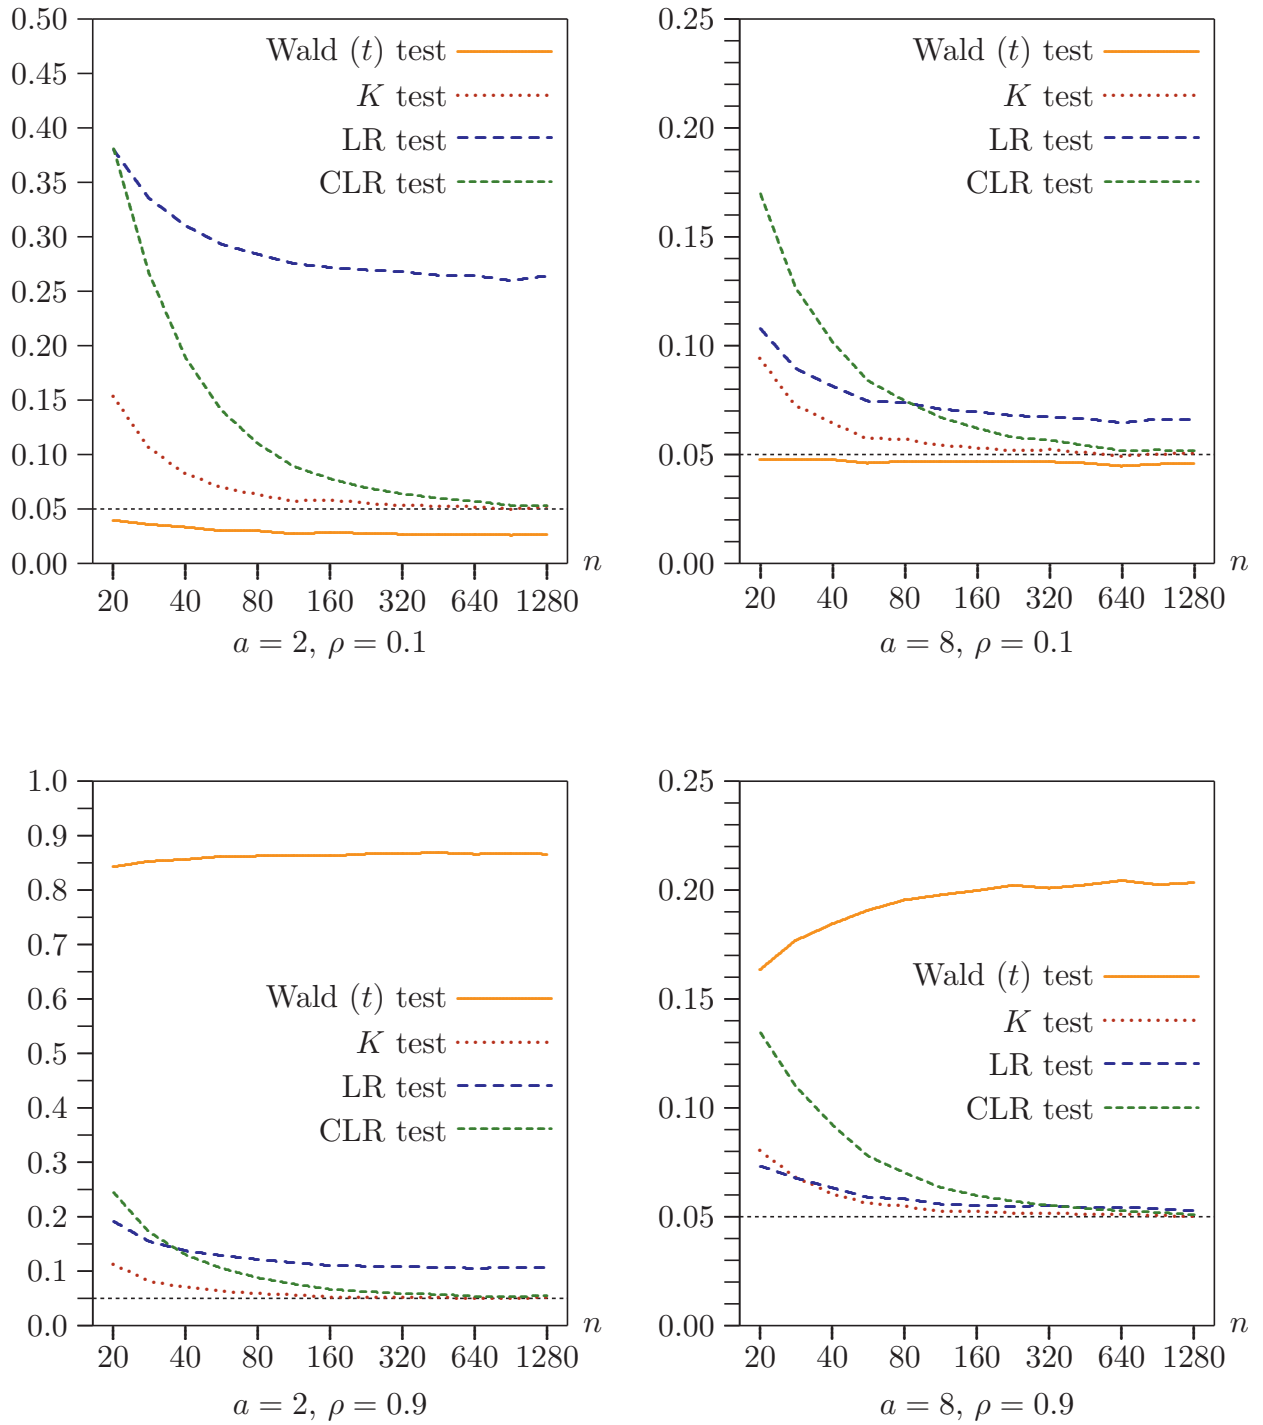 0.50
0.45
0.40
0.35
0.30
0.25
0.20
0.15
0.10
0.05
0.00
Wald (t) test
K test
LR test
CLR test
20 40 80 160 320 640 1280
n
a = 2, ρ = 0.1
0.25
0.20
0.15
0.10
0.05
0.00
Wald (t) test
K test
LR test
CLR test
20 40 80 160 320 640 1280
n
a = 8, ρ = 0.1
1.0
0.9
0.8
0.7
0.6
0.5
0.4
0.3
0.2
0.1
0.0
Wald (t) test
K test
LR test
CLR test
20 40 80 160 320 640 1280
n
a = 2, ρ = 0.9
0.25
0.20
0.15
0.10
0.05
0.00
Wald (t) test
K test
LR test
CLR test
20 40 80 160 320 640 1280
n
a = 8, ρ = 0.9